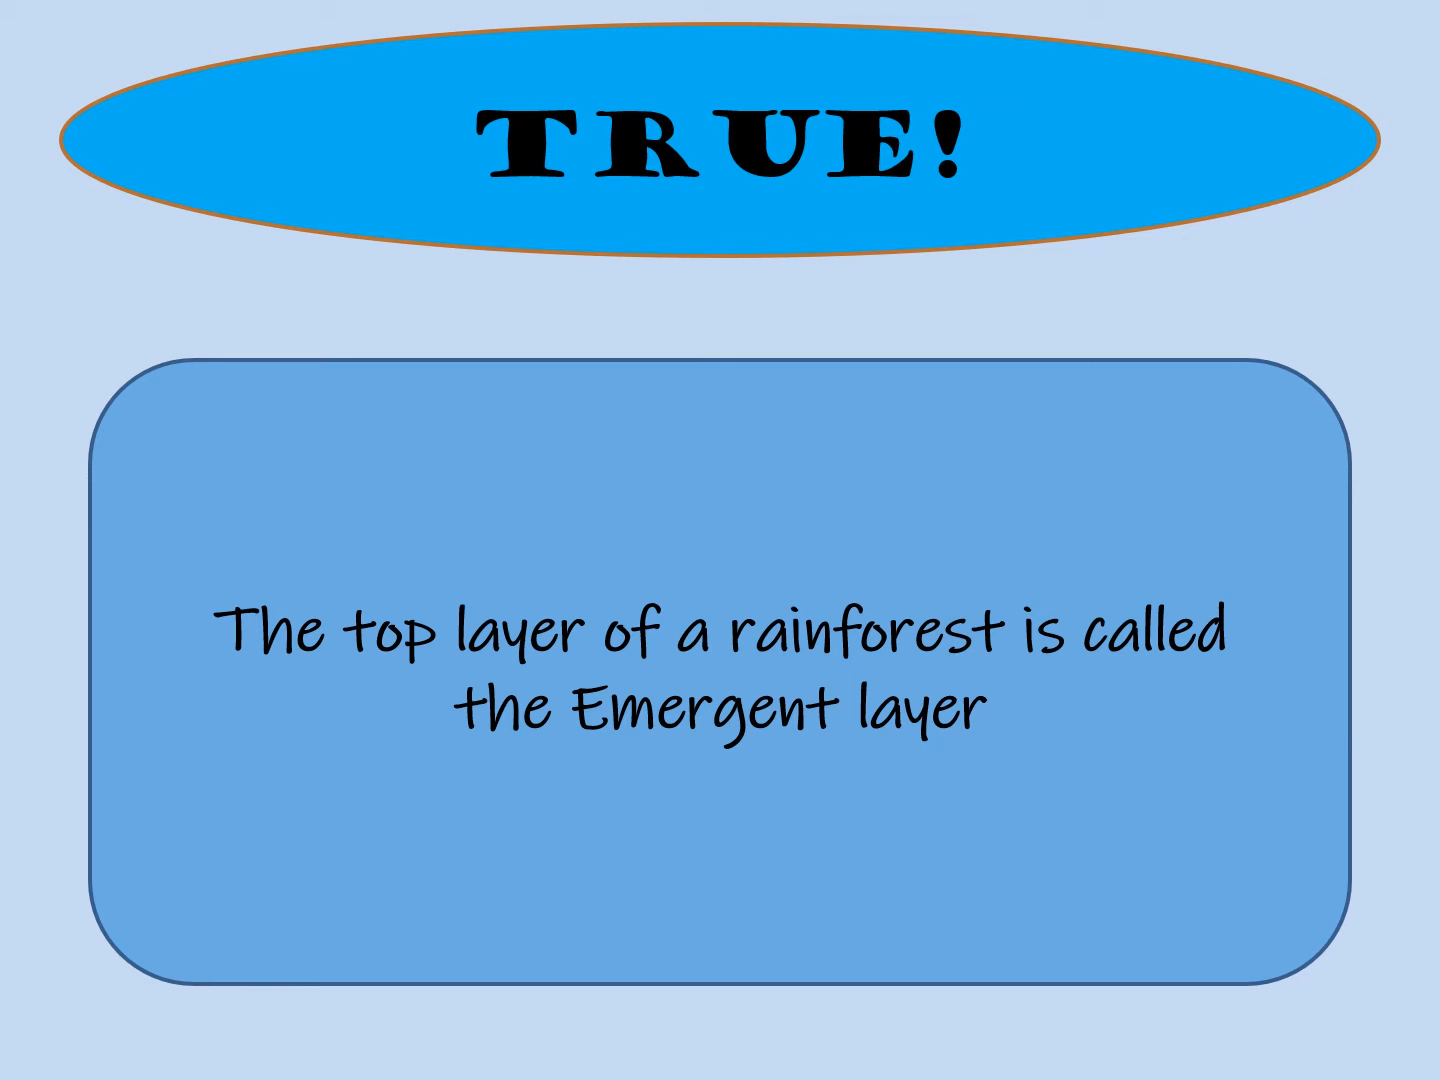 TRUE!
The top layer of a rainforest is called
the Emergent layer